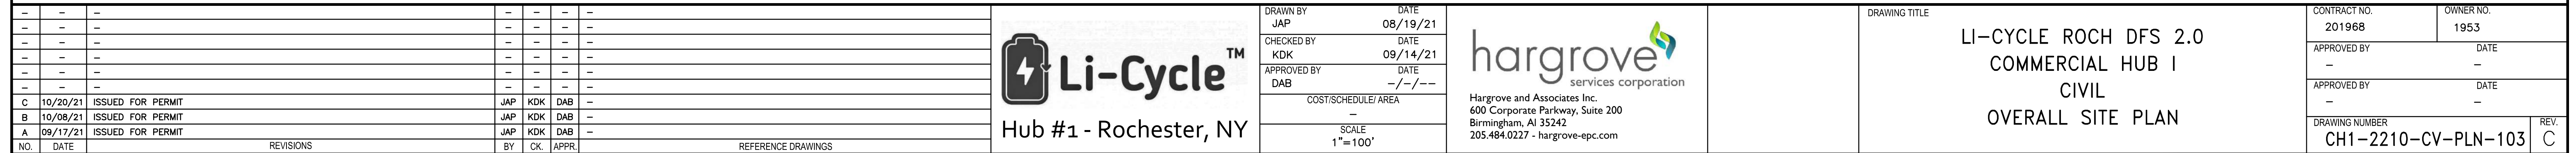 – – – – – – –
– – – – – – –
– – – – – – –
– – – – – – –
– – – – – – –
– – – – – – –
C 10/20/21 ISSUED FOR PERMIT JAP KDK DAB –
B 10/08/21 ISSUED FOR PERMIT JAP KDK DAB –
A 09/17/21 ISSUED FOR PERMIT JAP KDK DAB –
NO. DATE REVISIONS BY CK. APPR. REFERENCE DRAWINGS
Li-Cycle™
Hub #1 - Rochester, NY
DRAWN BY DATE
JAP 08/19/21
CHECKED BY DATE
KDK 09/14/21
APPROVED BY DATE
DAB –/–/––
COST/SCHEDULE/ AREA
–
SCALE
1"=100'
hargrove
services corporation
Hargrove and Associates Inc.
600 Corporate Parkway, Suite 200
Birmingham, Al 35242
205.484.0227 - hargrove-epc.com
DRAWING TITLE
LI–CYCLE ROCH DFS 2.0
COMMERCIAL HUB I
CIVIL
OVERALL SITE PLAN
CONTRACT NO. OWNER NO.
201968 1953
APPROVED BY DATE
– –
APPROVED BY DATE
– –
DRAWING NUMBER REV.
CH1–2210–CV–PLN–103 C